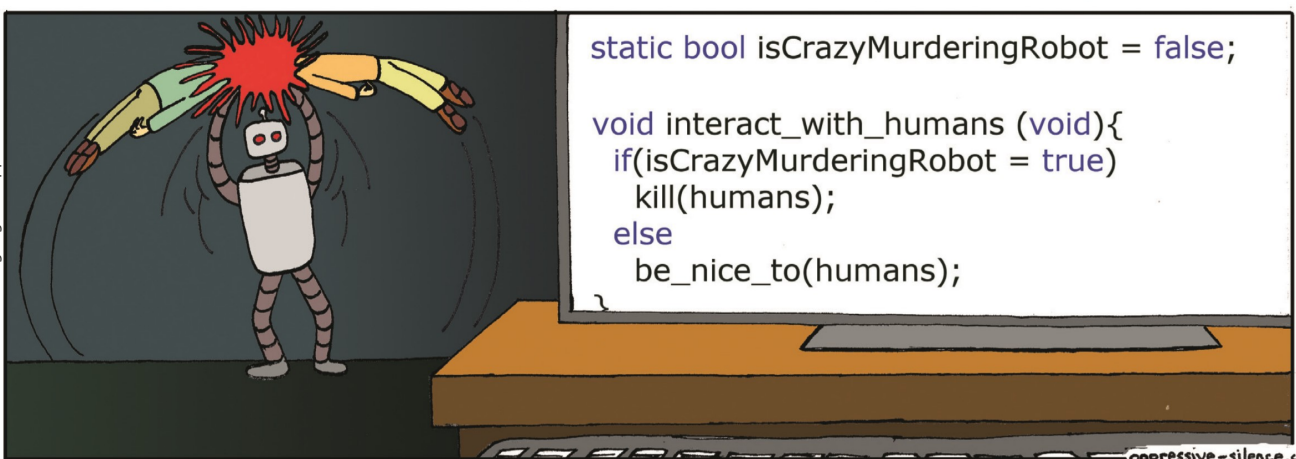 static bool isCrazyMurderingRobot = false;
void interact_with_humans (void){
if(isCrazyMurderingRobot = true)
kill(humans);
else
be_nice_to(humans);
}
oppressive-silence